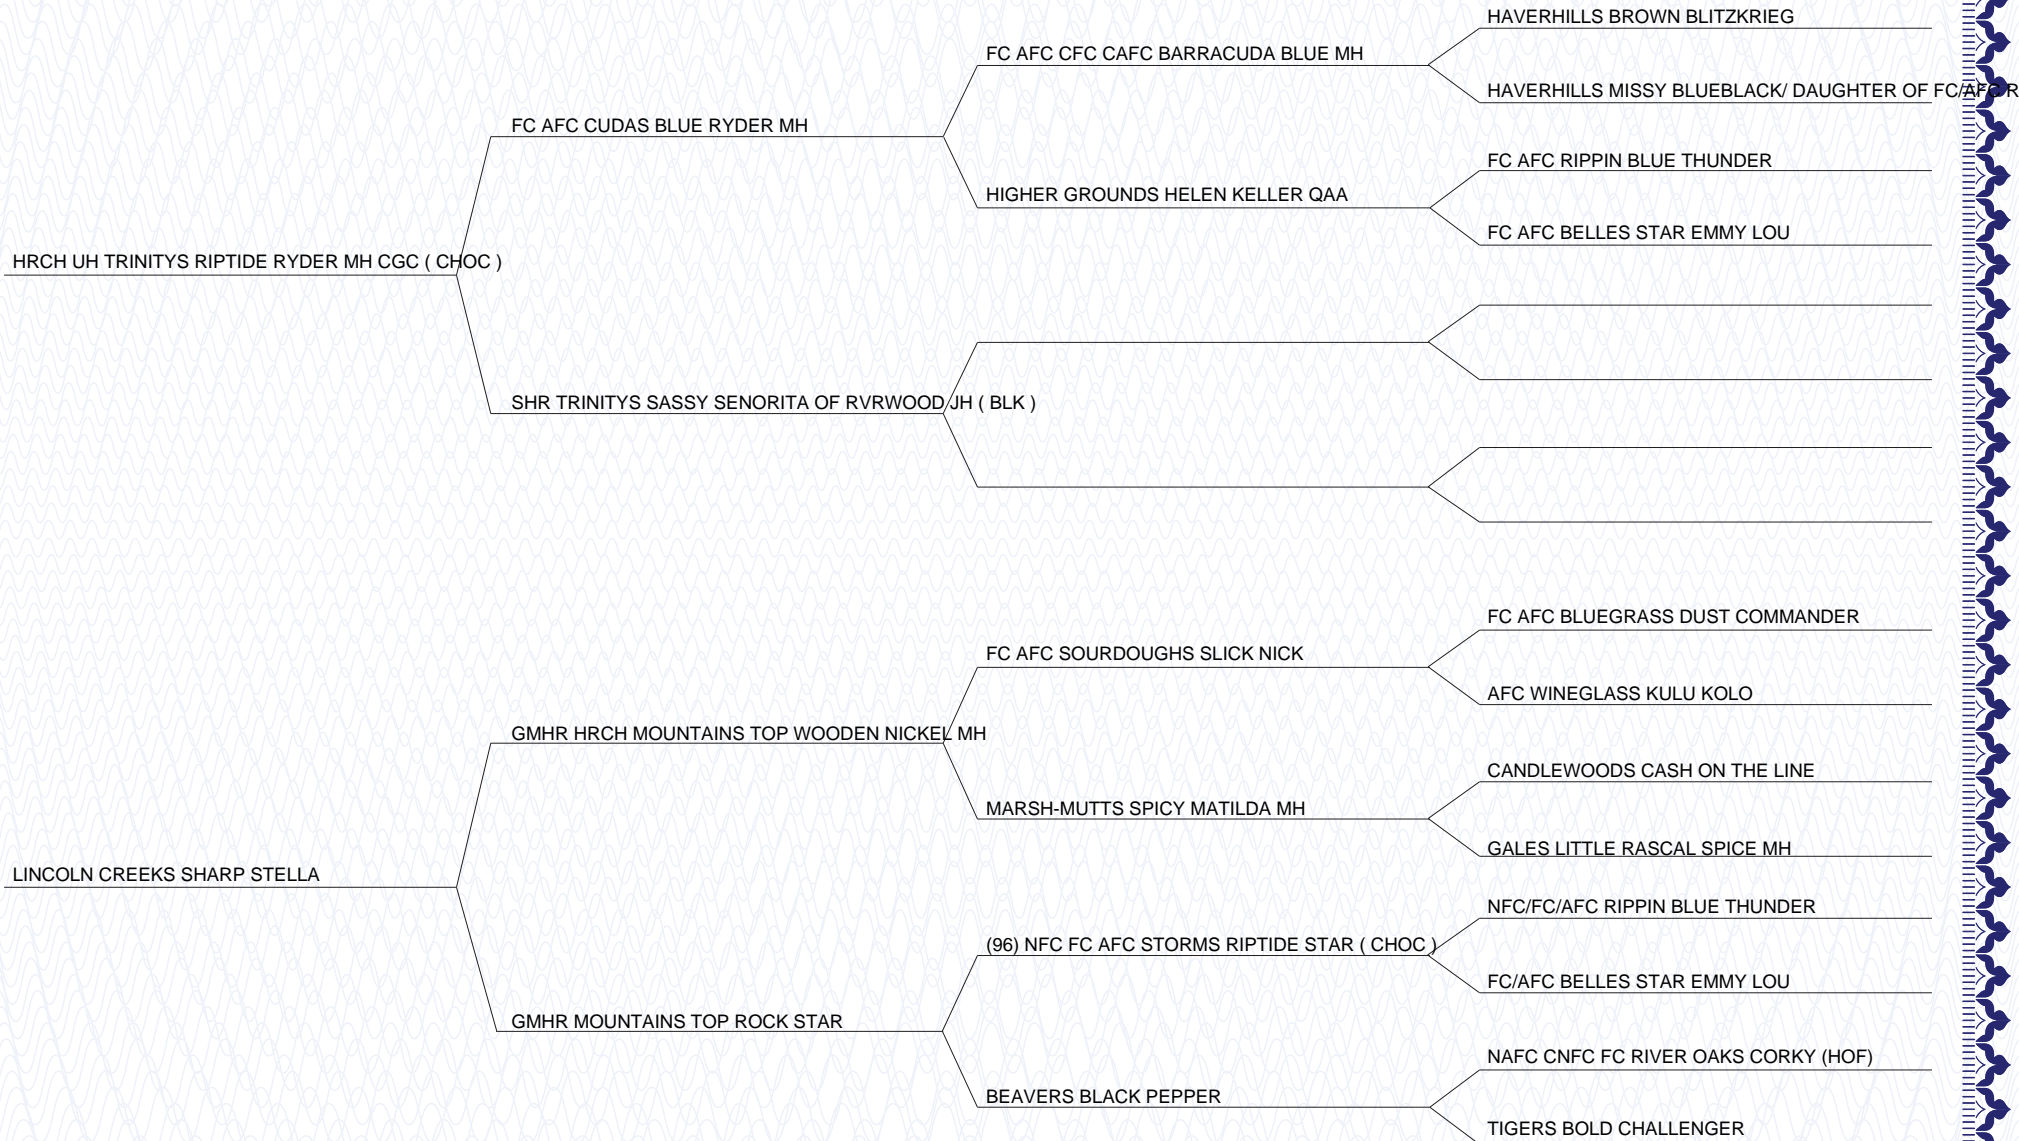 HAVERHILLS BROWN BLITZKRIEG
FC AFC CFC CAFC BARRACUDA BLUE MH
HAVERHILLS MISSY BLUEBLACK/ DAUGHTER OF FC/AFC R
FC AFC CUDAS BLUE RYDER MH
FC AFC RIPPIN BLUE THUNDER
HIGHER GROUNDS HELEN KELLER QAA
FC AFC BELLES STAR EMMY LOU
HRCH UH TRINITYS RIPTIDE RYDER MH CGC ( CHOC )
SHR TRINITYS SASSY SENORITA OF RVRWOOD JH ( BLK )
FC AFC BLUEGRASS DUST COMMANDER
FC AFC SOURDOUGHS SLICK NICK
AFC WINEGLASS KULU KOLO
GMHR HRCH MOUNTAINS TOP WOODEN NICKEL MH
CANDLEWOODS CASH ON THE LINE
MARSH-MUTTS SPICY MATILDA MH
GALES LITTLE RASCAL SPICE MH
LINCOLN CREEKS SHARP STELLA
NFC/FC/AFC RIPPIN BLUE THUNDER
(96) NFC FC AFC STORMS RIPTIDE STAR ( CHOC )
FC/AFC BELLES STAR EMMY LOU
GMHR MOUNTAINS TOP ROCK STAR
NAFC CNFC FC RIVER OAKS CORKY (HOF)
BEAVERS BLACK PEPPER
TIGERS BOLD CHALLENGER